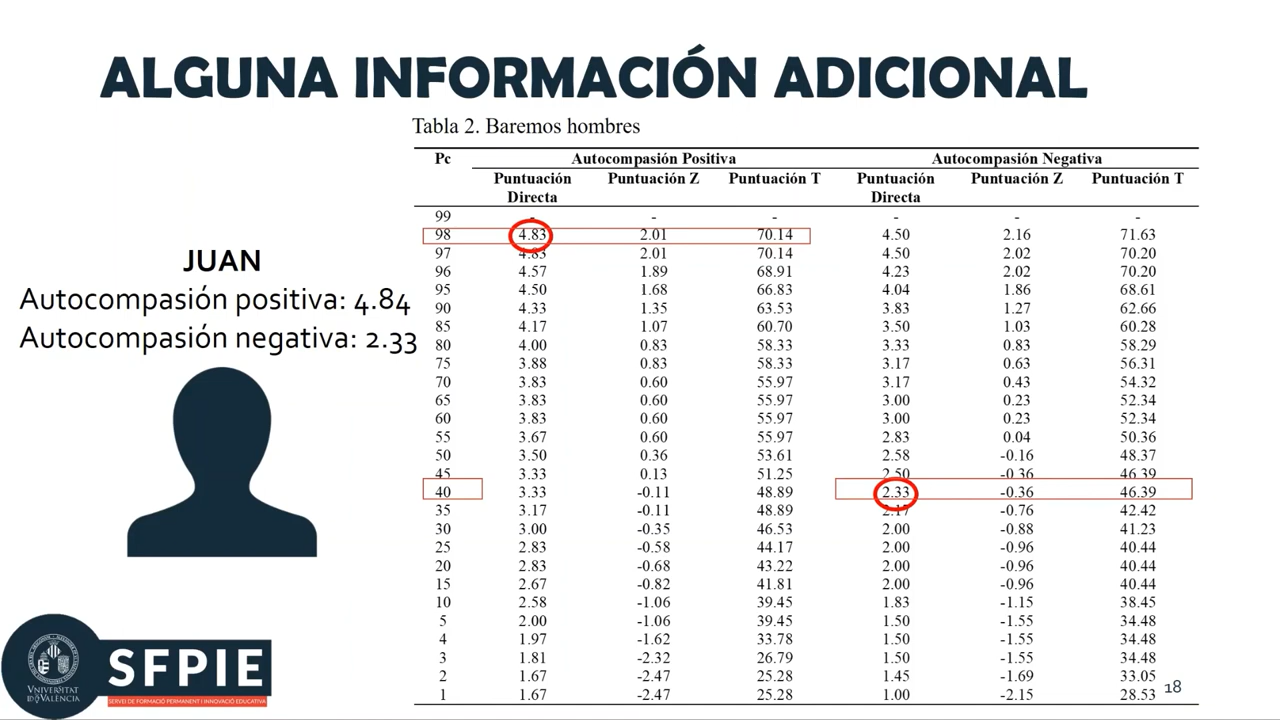 ALGUNA INFORMACIÓN ADICIONAL
Tabla 2. Baremos hombres
Pc Autocompasión Positiva Autocompasión Negativa
Puntuación Directa Puntuación Z Puntuación T Puntuación Directa Puntuación Z Puntuación T
99 - - - - - -
98 4.83 2.01 70.14 4.50 2.16 71.63
97 4.83 2.01 70.14 4.50 2.02 70.20
96 4.57 1.89 68.91 4.23 2.02 70.20
95 4.50 1.68 66.83 4.04 1.86 68.61
90 4.33 1.35 63.53 3.83 1.27 62.66
85 4.17 1.07 60.70 3.50 1.03 60.28
80 4.00 0.83 58.33 3.33 0.83 58.29
75 3.88 0.83 58.33 3.17 0.63 56.31
70 3.83 0.60 55.97 3.17 0.43 54.32
65 3.83 0.60 55.97 3.00 0.23 52.34
60 3.83 0.60 55.97 3.00 0.23 52.34
55 3.67 0.60 55.97 2.83 0.04 50.36
50 3.50 0.36 53.61 2.58 -0.16 48.37
45 3.33 0.13 51.25 2.50 -0.36 46.39
40 3.33 -0.11 48.89 2.33 -0.36 46.39
35 3.17 -0.11 48.89 2.17 -0.76 42.42
30 3.00 -0.35 46.53 2.00 -0.88 41.23
25 2.83 -0.58 44.17 2.00 -0.96 40.44
20 2.83 -0.68 43.22 2.00 -0.96 40.44
15 2.67 -0.82 41.81 2.00 -0.96 40.44
10 2.58 -1.06 39.45 1.83 -1.15 38.45
5 2.00 -1.06 39.45 1.50 -1.55 34.48
4 1.97 -1.62 33.78 1.50 -1.55 34.48
3 1.81 -2.32 26.79 1.50 -1.55 34.48
2 1.67 -2.47 25.28 1.45 -1.69 33.05
1 1.67 -2.47 25.28 1.00 -2.15 28.53
JUAN
Autocompasión positiva: 4.84
Autocompasión negativa: 2.33
VNIVERSITAT
ID VALÈNCIA
SFPIE
SERVEI DE FORMACIÓ PERMANENT I INNOVACIÓ EDUCATIVA
18